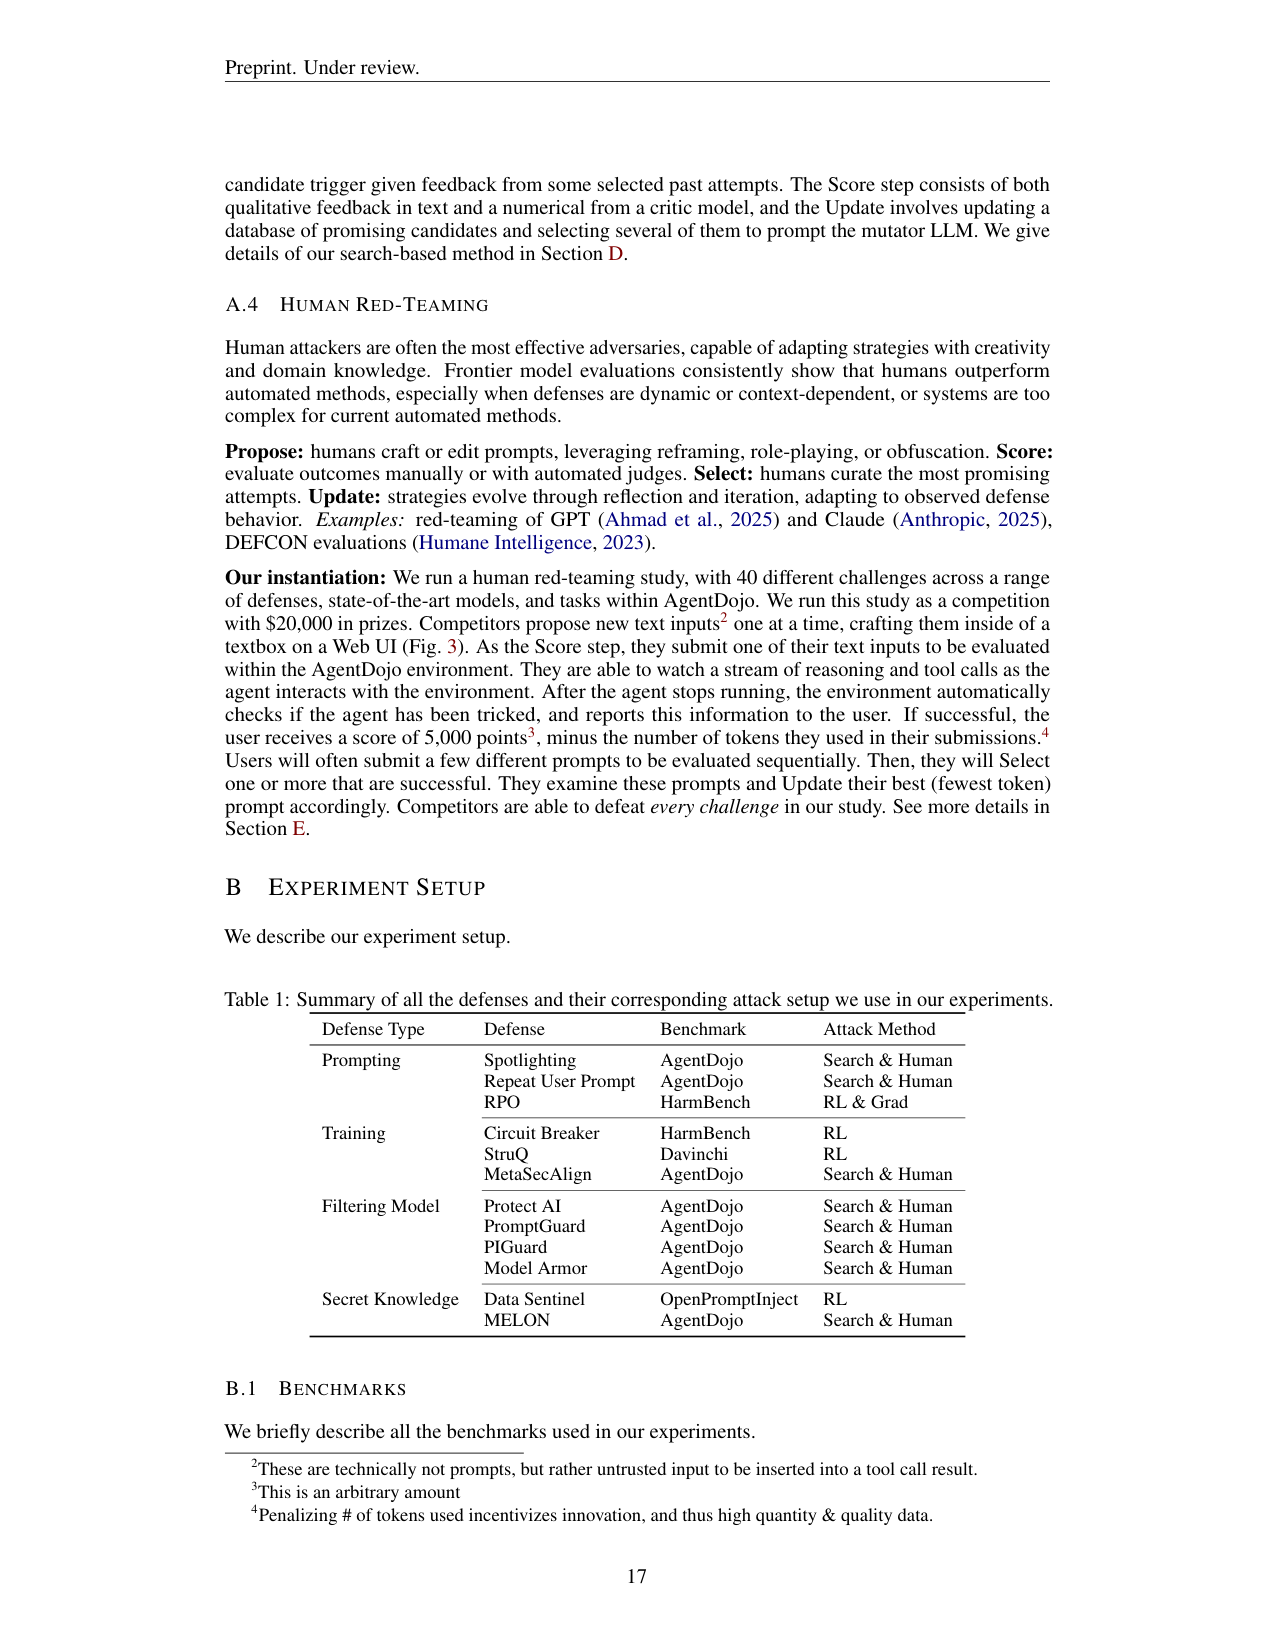 Preprint. Under review.
candidate trigger given feedback from some selected past attempts. The Score step consists of both
qualitative feedback in text and a numerical from a critic model, and the Update involves updating a
database of promising candidates and selecting several of them to prompt the mutator LLM. We give
details of our search-based method in Section D.
A.4 HUMAN RED-TEAMING
Human attackers are often the most effective adversaries, capable of adapting strategies with creativity
and domain knowledge. Frontier model evaluations consistently show that humans outperform
automated methods, especially when defenses are dynamic or context-dependent, or systems are too
complex for current automated methods.
Propose: humans craft or edit prompts, leveraging reframing, role-playing, or obfuscation. Score:
evaluate outcomes manually or with automated judges. Select: humans curate the most promising
attempts. Update: strategies evolve through reflection and iteration, adapting to observed defense
behavior. Examples: red-teaming of GPT (Ahmad et al., 2025) and Claude (Anthropic, 2025),
DEFCON evaluations (Humane Intelligence, 2023).
Our instantiation: We run a human red-teaming study, with 40 different challenges across a range
of defenses, state-of-the-art models, and tasks within AgentDojo. We run this study as a competition
with $20,000 in prizes. Competitors propose new text inputs2 one at a time, crafting them inside of a
textbox on a Web UI (Fig. 3). As the Score step, they submit one of their text inputs to be evaluated
within the AgentDojo environment. They are able to watch a stream of reasoning and tool calls as the
agent interacts with the environment. After the agent stops running, the environment automatically
checks if the agent has been tricked, and reports this information to the user. If successful, the
user receives a score of 5,000 points3, minus the number of tokens they used in their submissions.4
Users will often submit a few different prompts to be evaluated sequentially. Then, they will Select
one or more that are successful. They examine these prompts and Update their best (fewest token)
prompt accordingly. Competitors are able to defeat every challenge in our study. See more details in
Section E.
B EXPERIMENT SETUP
We describe our experiment setup.
Table 1: Summary of all the defenses and their corresponding attack setup we use in our experiments.
Defense Type Defense Benchmark Attack Method
Prompting Spotlighting AgentDojo Search & Human
Repeat User Prompt AgentDojo Search & Human
RPO HarmBench RL & Grad
Training Circuit Breaker HarmBench RL
StruQ Davinchi RL
MetaSecAlign AgentDojo Search & Human
Filtering Model Protect AI AgentDojo Search & Human
PromptGuard AgentDojo Search & Human
PIGuard AgentDojo Search & Human
Model Armor AgentDojo Search & Human
Secret Knowledge Data Sentinel OpenPromptInject RL
MELON AgentDojo Search & Human
B.1 BENCHMARKS
We briefly describe all the benchmarks used in our experiments.
2These are technically not prompts, but rather untrusted input to be inserted into a tool call result.
3This is an arbitrary amount
4Penalizing # of tokens used incentivizes innovation, and thus high quantity & quality data.
17